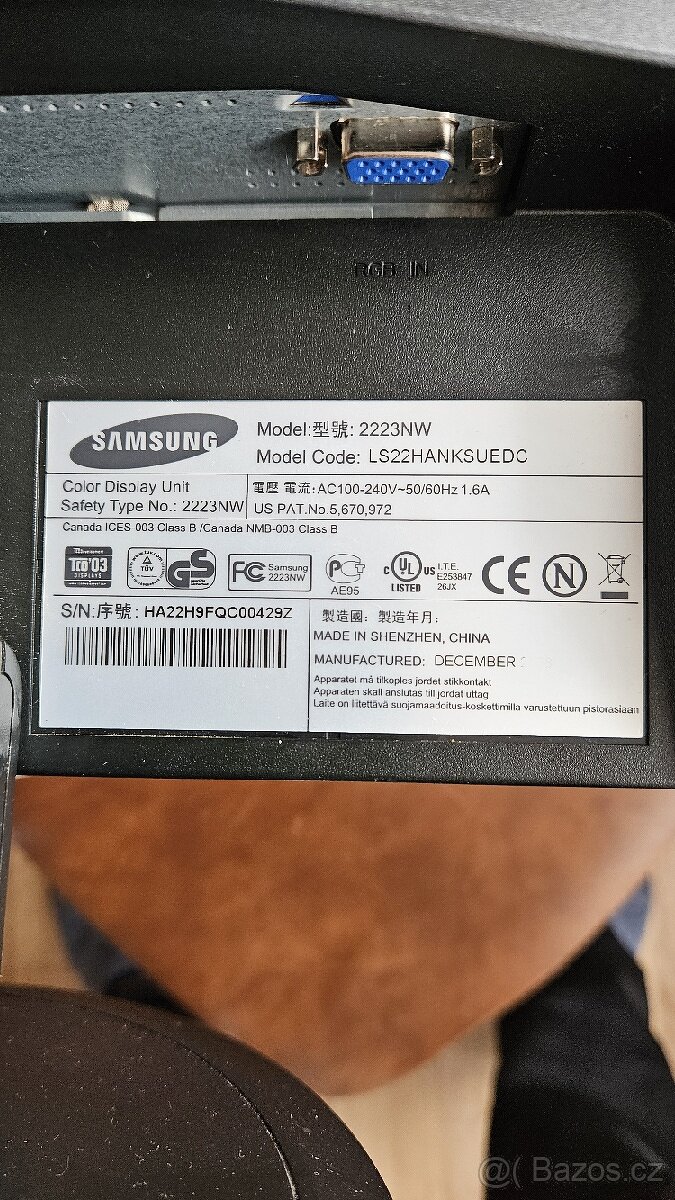 RGB IN
SAMSUNG
Model:型號: 2223NW
Model Code: LS22HANKSUEDC
Color Display Unit
Safety Type No.: 2223NW
電壓 電流:AC100-240V~50/60Hz 1.6A
US PAT.No.5,670,972
Canada ICES-003 Class B /Canada NMB-003 Class B
TCO'03
DISPLAYS
TÜV
GS
FC Samsung
2223NW
AE95
c UL US
LISTED
I.T.E.
E253847
26JX
CE
N
S/N:序號: HA22H9FQC00429Z
製造國: 製造年月:
MADE IN SHENZHEN, CHINA
MANUFACTURED: DECEMBER
Apparatet må tilkoples jordet stikkontakt
Apparaten skall anslutas till jordat uttag
Laite on liitettävä suojamaadoitus-koskettimilla varustettuun pistorasiaan
@( Bazos.cz